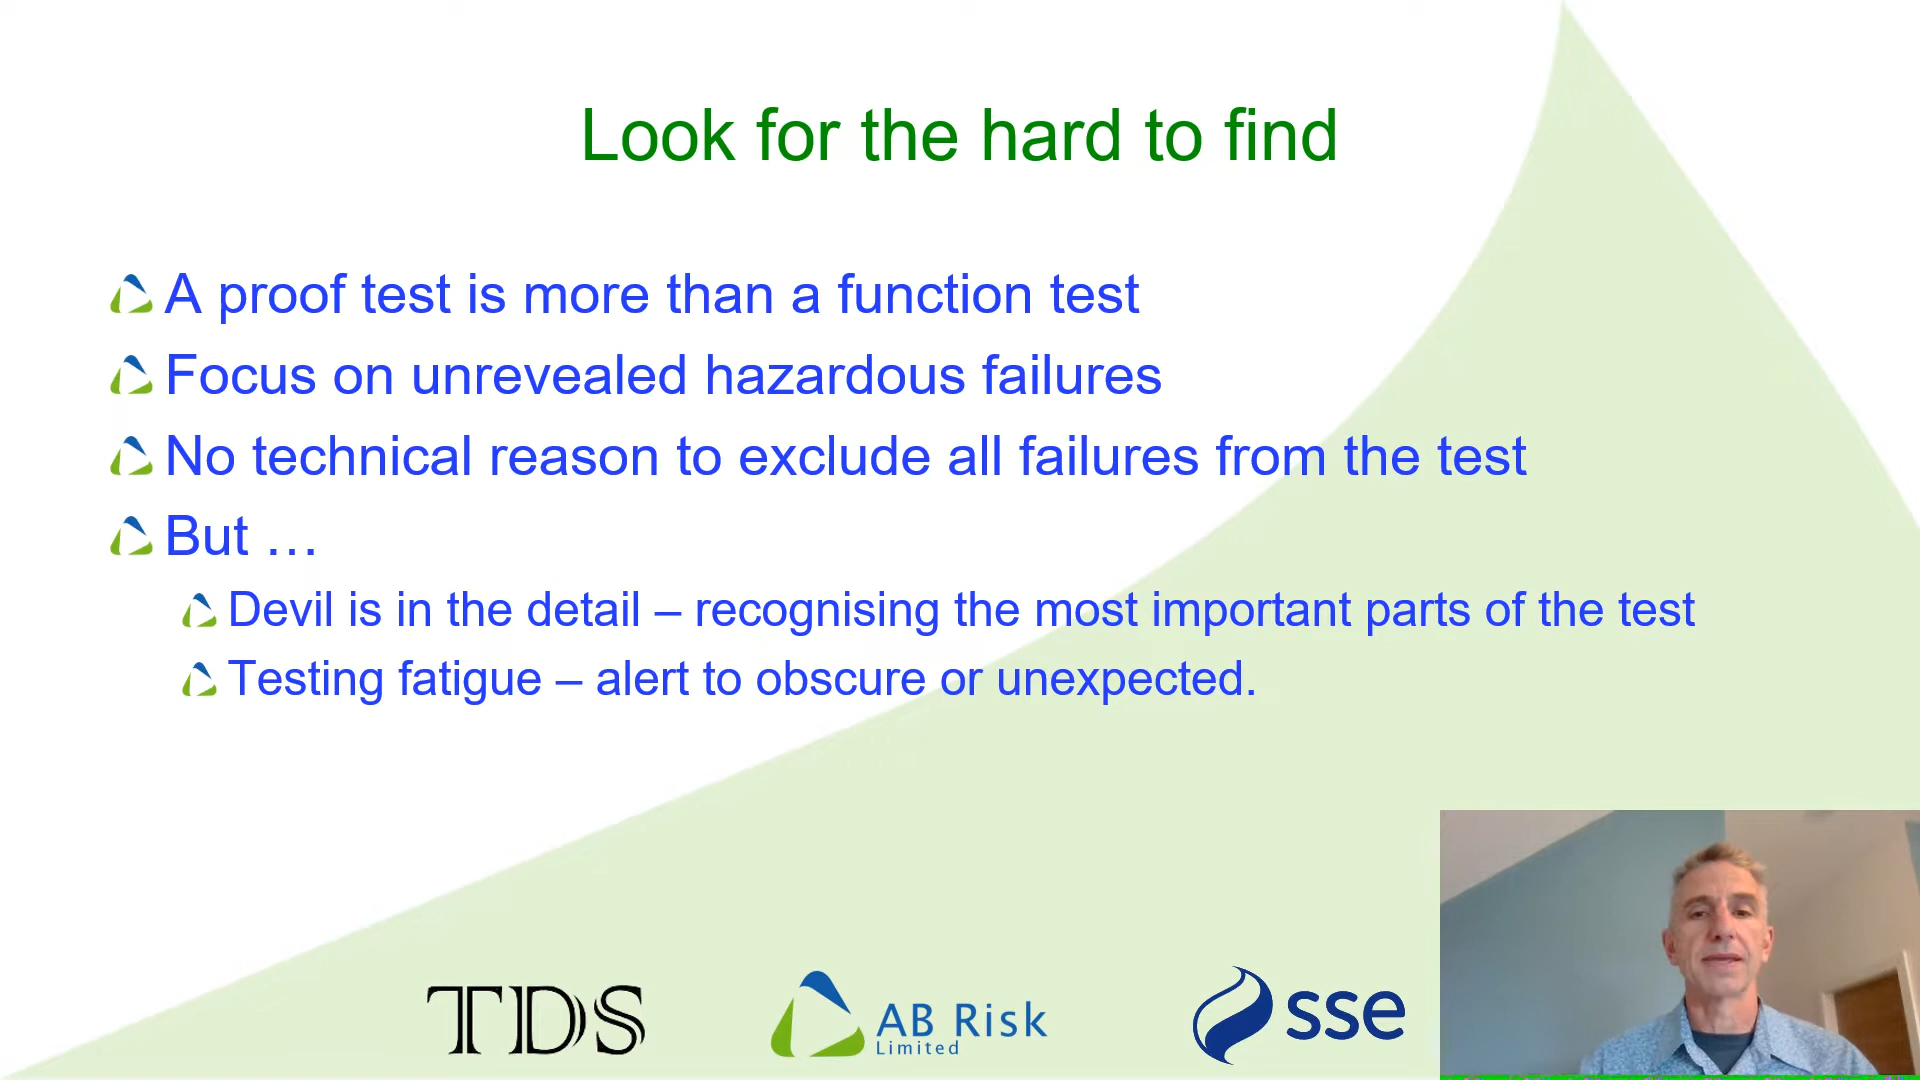 Look for the hard to find
A proof test is more than a function test
Focus on unrevealed hazardous failures
No technical reason to exclude all failures from the test
But …
Devil is in the detail – recognising the most important parts of the test
Testing fatigue – alert to obscure or unexpected.
TDS
AB Risk
Limited
sse